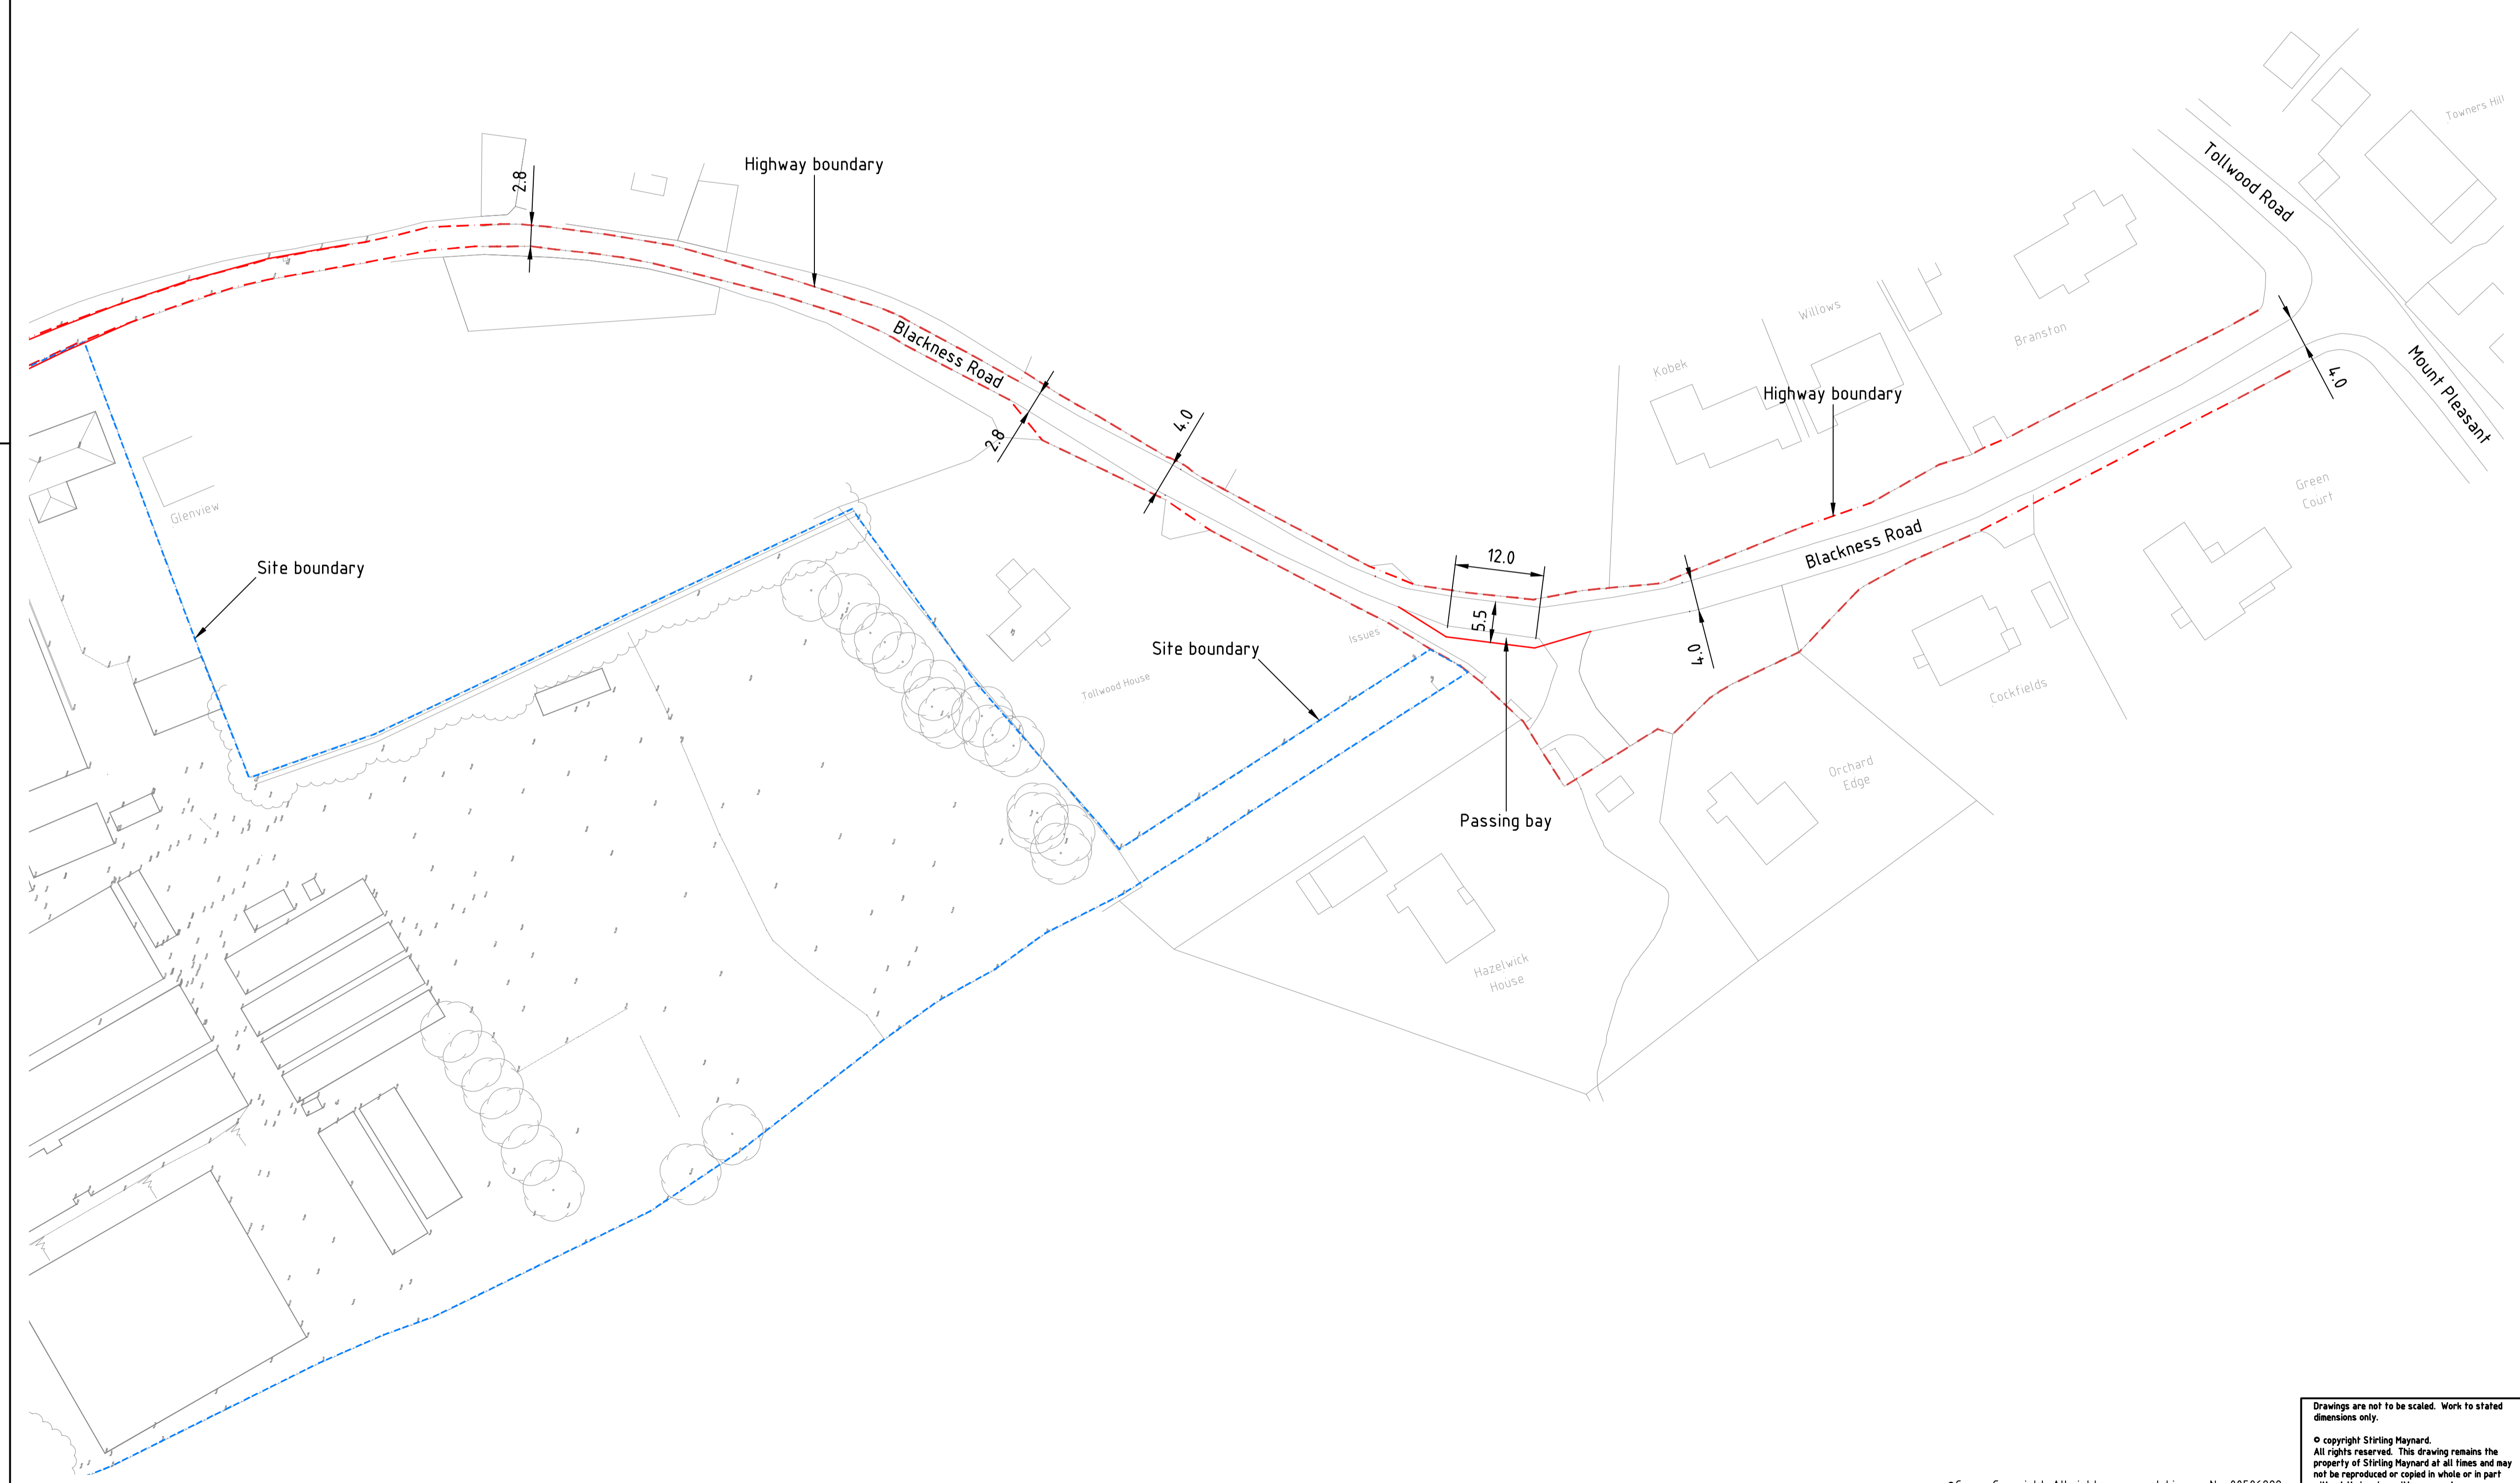 Towners Hill
Tollwood Road
Highway boundary
2.8
Willows
Branston
Kobek
Highway boundary
Blackness Road
4.0
Mount Pleasant
2.8
4.0
Green
Court
Glenview
Blackness Road
12.0
5.5
Site boundary
Issues
Site boundary
4.0
Tollwood House
Cockfields
Orchard
Edge
Passing bay
Hazelwick
House
Drawings are not to be scaled. Work to stated
dimensions only.
© copyright Stirling Maynard.
All rights reserved. This drawing remains the
property of Stirling Maynard at all times and may
not be reproduced or copied in whole or in part